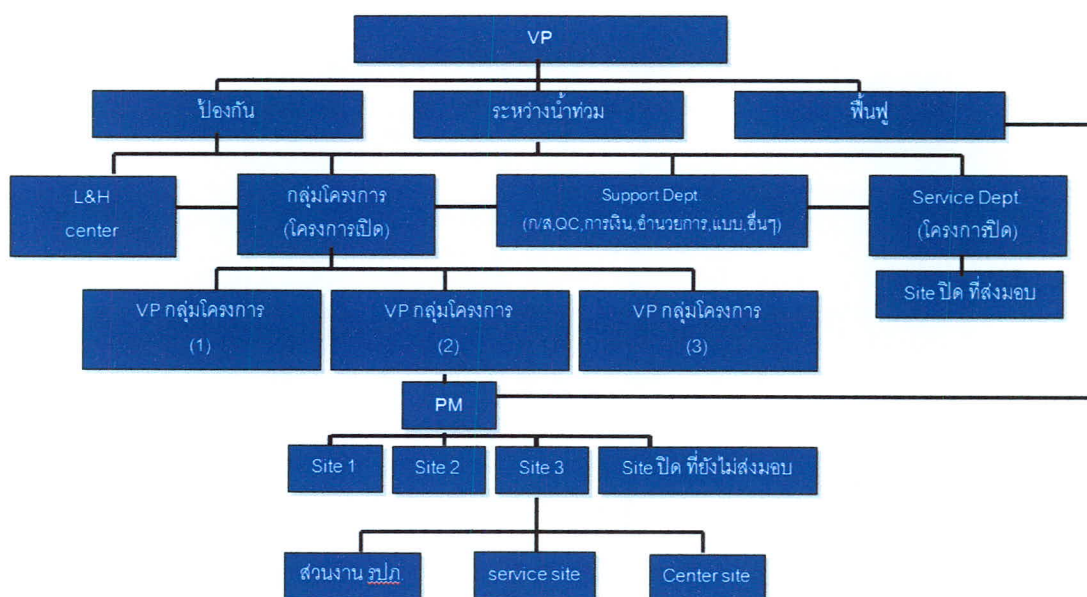 VP
ป้องกัน
ระหว่างน้ำท่วม
ฟื้นฟู
L&H
center
กลุ่มโครงการ
(โครงการเปิด)
Support Dept.
(ก/ส,QC,การเงิน,อำนวยการ,แบบ,อื่นๆ)
Service Dept.
(โครงการปิด)
Site ปิด ที่ส่งมอบ
VP กลุ่มโครงการ
(1)
VP กลุ่มโครงการ
(2)
VP กลุ่มโครงการ
(3)
PM
Site 1
Site 2
Site 3
Site ปิด ที่ยังไม่ส่งมอบ
ส่วนงาน รปภ.
service site
Center site